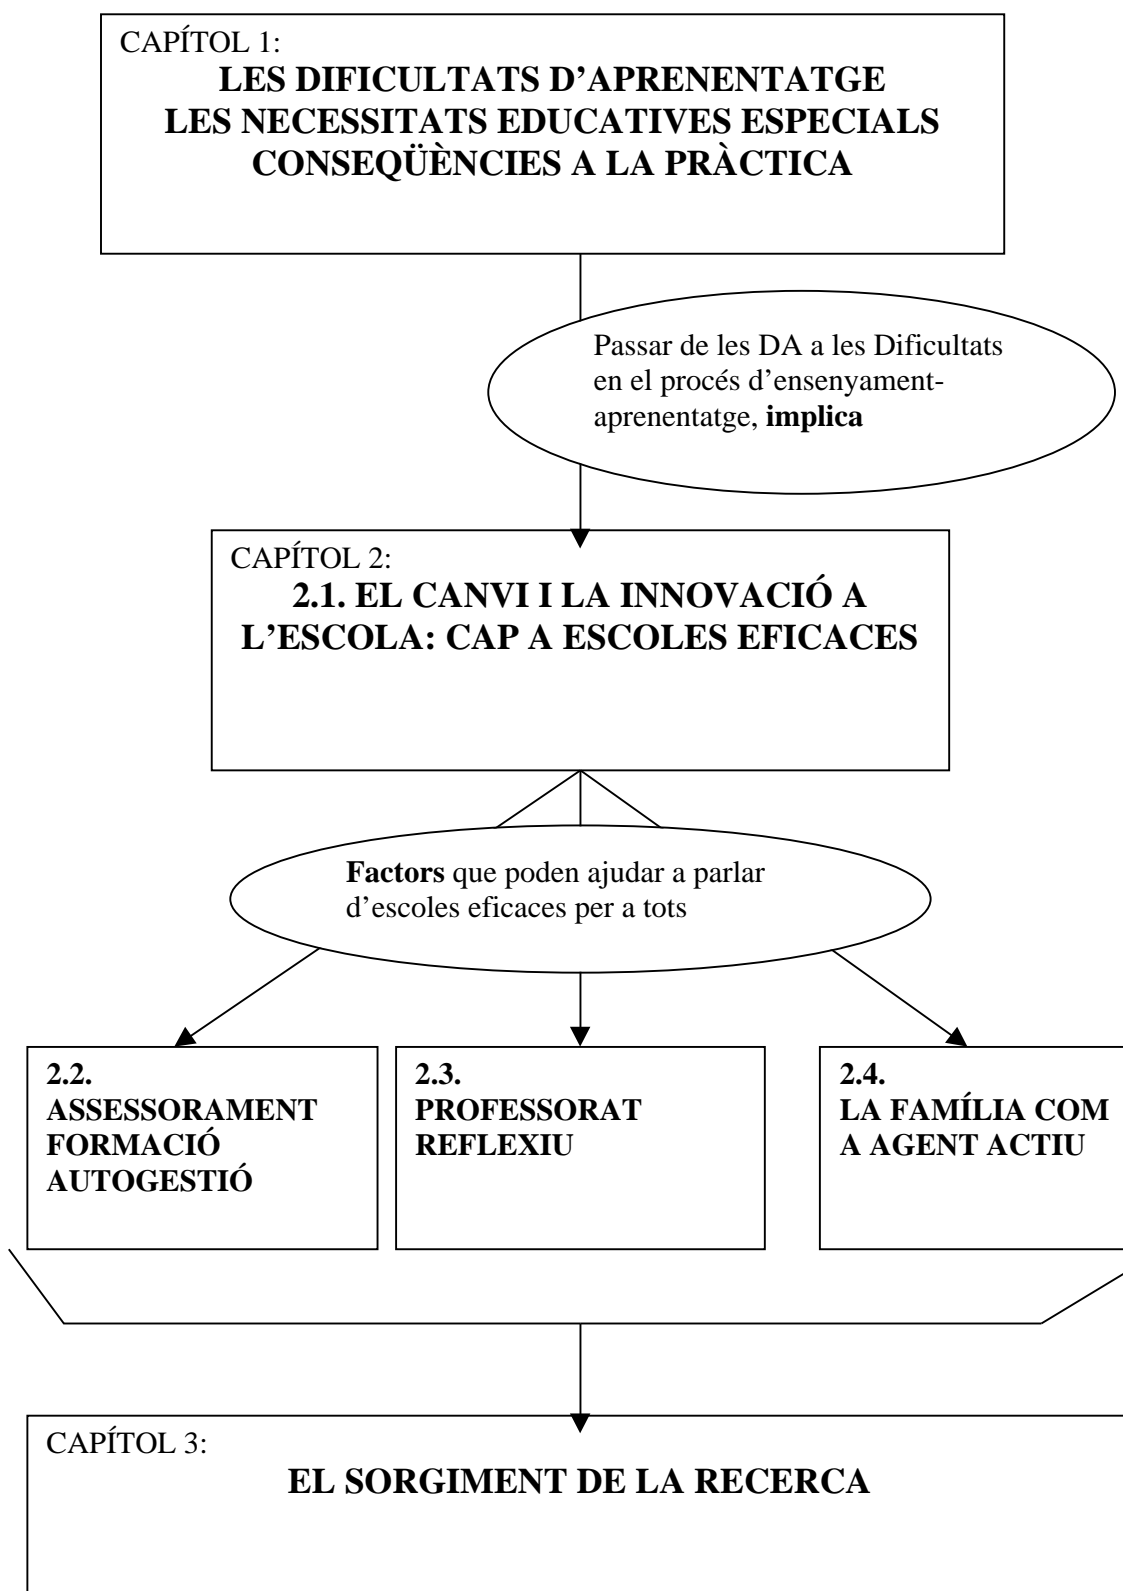 CAPÍTOL 1:
LES DIFICULTATS D’APRENENTATGE
LES NECESSITATS EDUCATIVES ESPECIALS
CONSEQÜÈNCIES A LA PRÀCTICA
Passar de les DA a les Dificultats
en el procés d’ensenyament-
aprenentatge, implica
CAPÍTOL 2:
2.1. EL CANVI I LA INNOVACIÓ A
L’ESCOLA: CAP A ESCOLES EFICACES
Factors que poden ajudar a parlar
d’escoles eficaces per a tots
2.2.
ASSESSORAMENT
FORMACIÓ
AUTOGESTIÓ
2.3.
PROFESSORAT
REFLEXIU
2.4.
LA FAMÍLIA COM
A AGENT ACTIU
CAPÍTOL 3:
EL SORGIMENT DE LA RECERCA